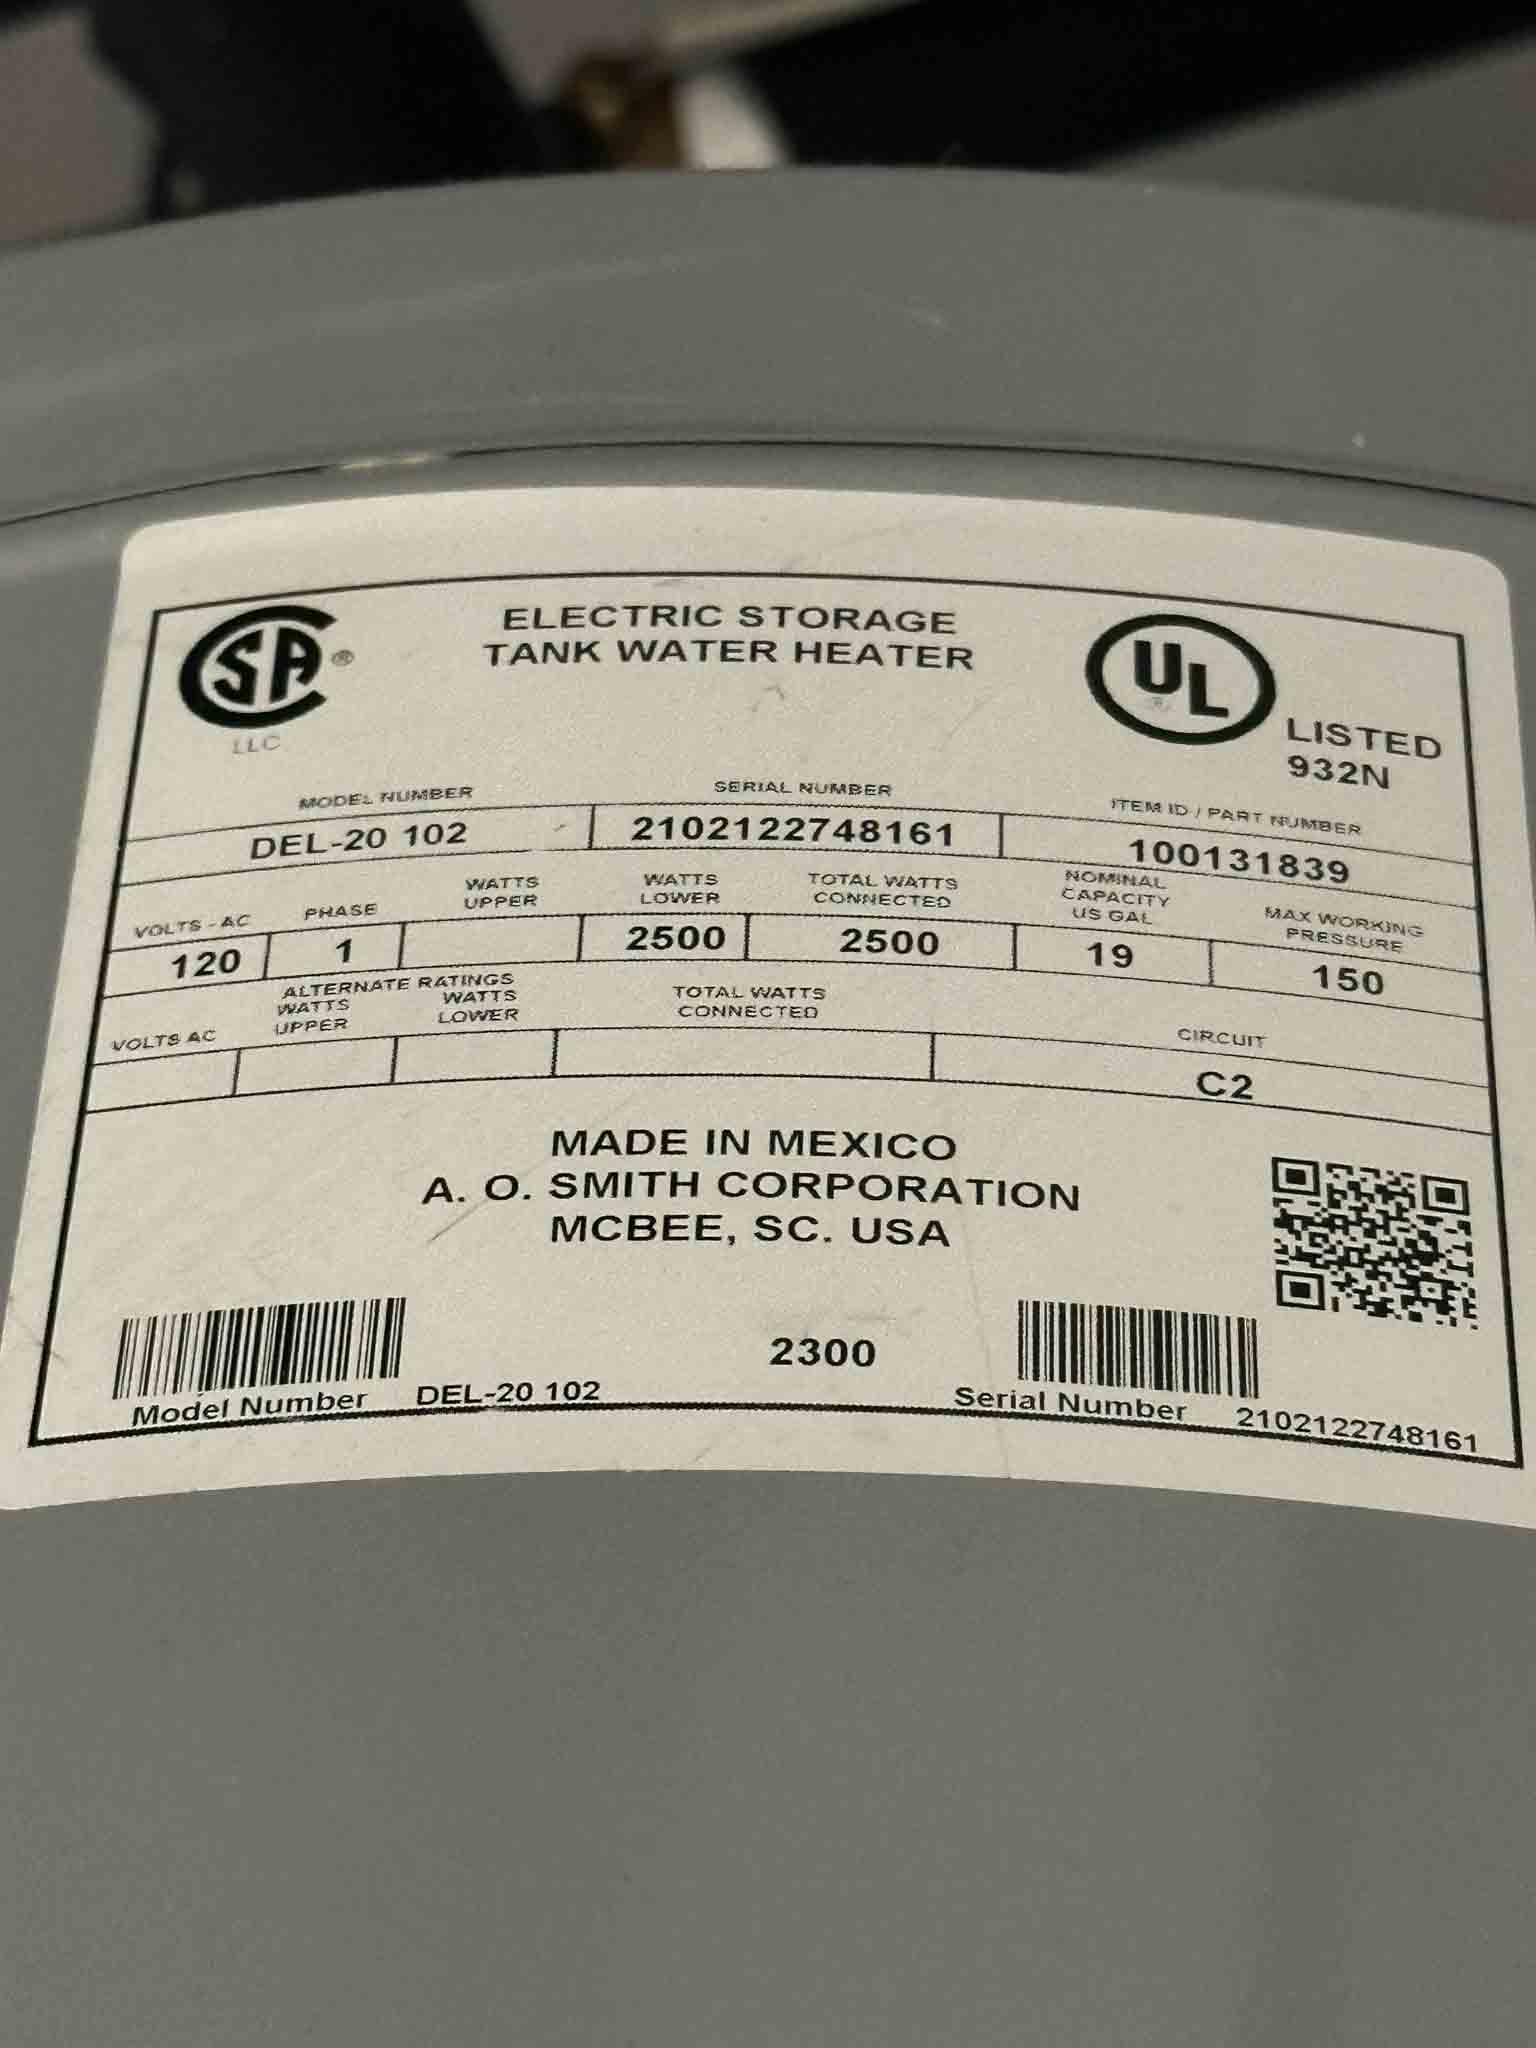 CSA®
LLC
ELECTRIC STORAGE
TANK WATER HEATER
UL
LISTED
932N
MODEL NUMBER SERIAL NUMBER ITEM ID / PART NUMBER
DEL-20 102 2102122748161 100131839
VOLTS - AC PHASE WATTS UPPER WATTS LOWER TOTAL WATTS CONNECTED NOMINAL CAPACITY US GAL MAX WORKING PRESSURE
120 1 2500 2500 19 150
ALTERNATE RATINGS
VOLTS AC WATTS UPPER WATTS LOWER TOTAL WATTS CONNECTED CIRCUIT
C2
MADE IN MEXICO
A. O. SMITH CORPORATION
MCBEE, SC. USA
2300
Model Number DEL-20 102 Serial Number 2102122748161